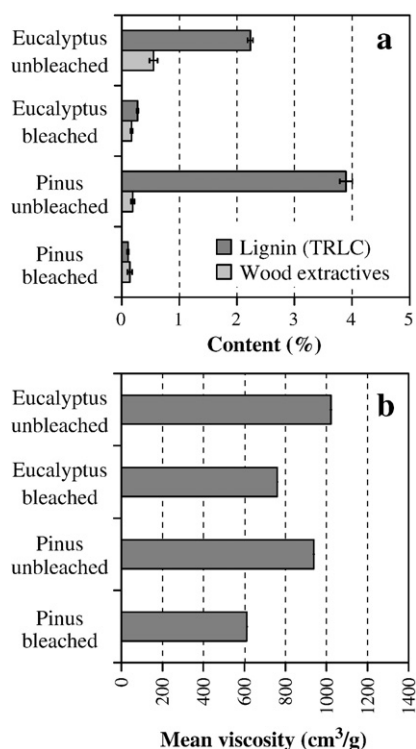 a
Eucalyptus
unbleached
Eucalyptus
bleached
Pinus
unbleached
Pinus
bleached
Lignin (TRLC)
Wood extractives
0 1 2 3 4 5
Content (%)
b
Eucalyptus
unbleached
Eucalyptus
bleached
Pinus
unbleached
Pinus
bleached
0 200 400 600 800 1000 1200 1400
Mean viscosity (cm³/g)